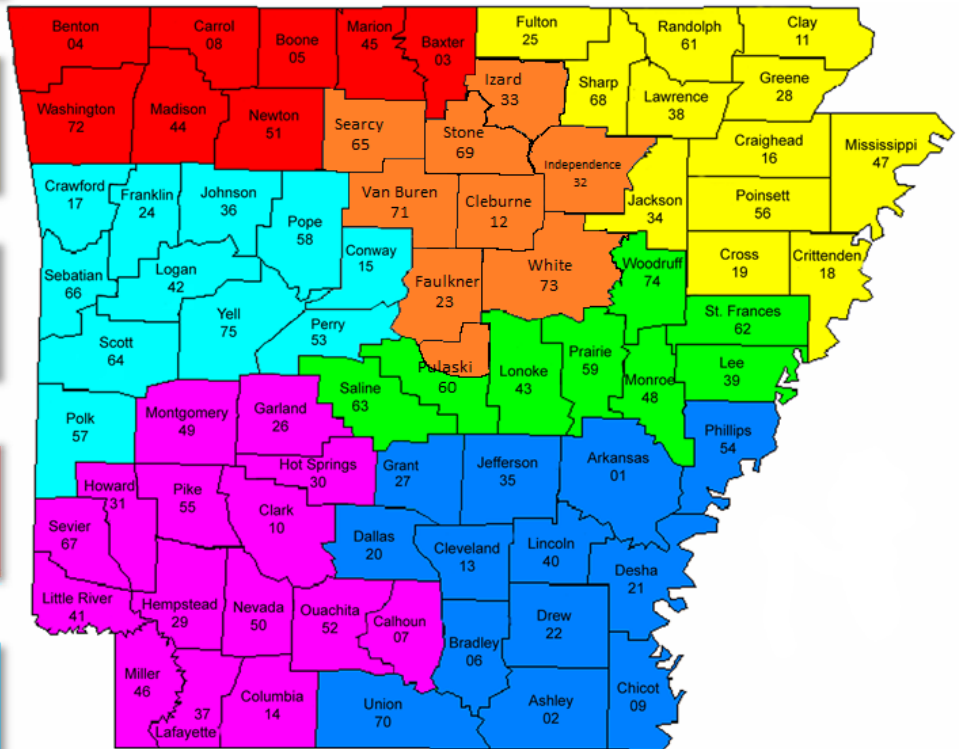 Benton
04
Carrol
08
Boone
05
Marion
45
Baxter
03
Fulton
25
Randolph
61
Clay
11
Washington
72
Madison
44
Newton
51
Searcy
65
Izard
33
Stone
69
Sharp
68
Lawrence
38
Greene
28
Craighead
16
Mississippi
47
Independence
32
Crawford
17
Franklin
24
Johnson
36
Pope
58
Van Buren
71
Cleburne
12
Jackson
34
Poinsett
56
Sebatian
66
Logan
42
Conway
15
Faulkner
23
White
73
Woodruff
74
Cross
19
Crittenden
18
Scott
64
Yell
75
Perry
53
St. Frances
62
Polk
57
Montgomery
49
Garland
26
Saline
63
Pulaski
60
Lonoke
43
Prairie
59
Monroe
48
Lee
39
Phillips
54
Howard
31
Pike
55
Hot Springs
30
Clark
10
Grant
27
Jefferson
35
Arkansas
01
Sevier
67
Dallas
20
Cleveland
13
Lincoln
40
Desha
21
Little River
41
Hempstead
29
Nevada
50
Ouachita
52
Calhoun
07
Bradley
06
Drew
22
Miller
46
37
Lafayette
Columbia
14
Union
70
Ashley
02
Chicot
09